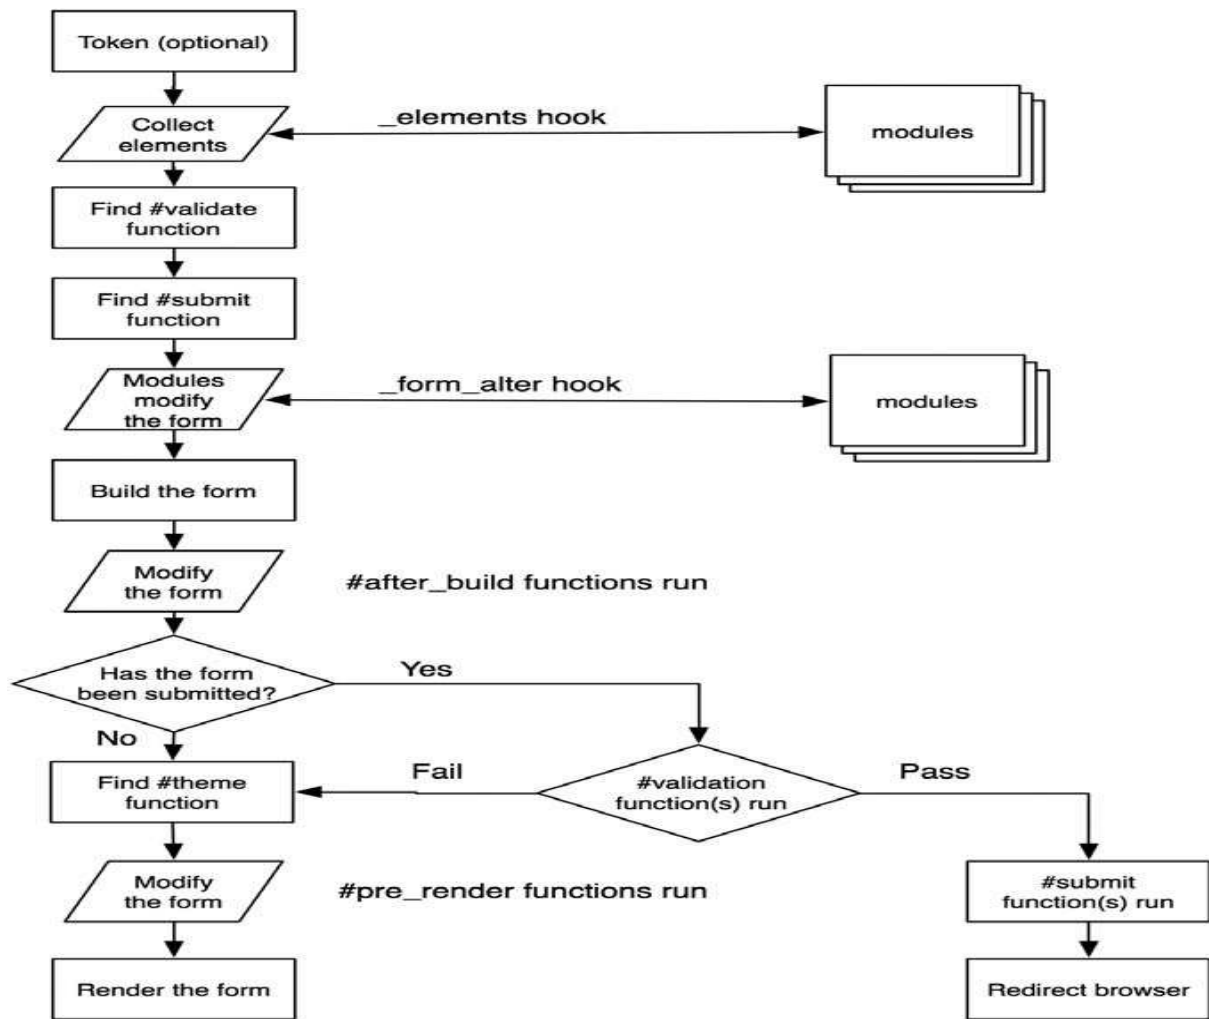 Token (optional)
Collect
elements
_elements hook
modules
Find #validate
function
Find #submit
function
Modules
modify
the form
_form_alter hook
modules
Build the form
Modify
the form
#after_build functions run
Has the form
been submitted?
Yes
No
Find #theme
function
Fail
#validation
function(s) run
Pass
Modify
the form
#pre_render functions run
#submit
function(s) run
Render the form
Redirect browser